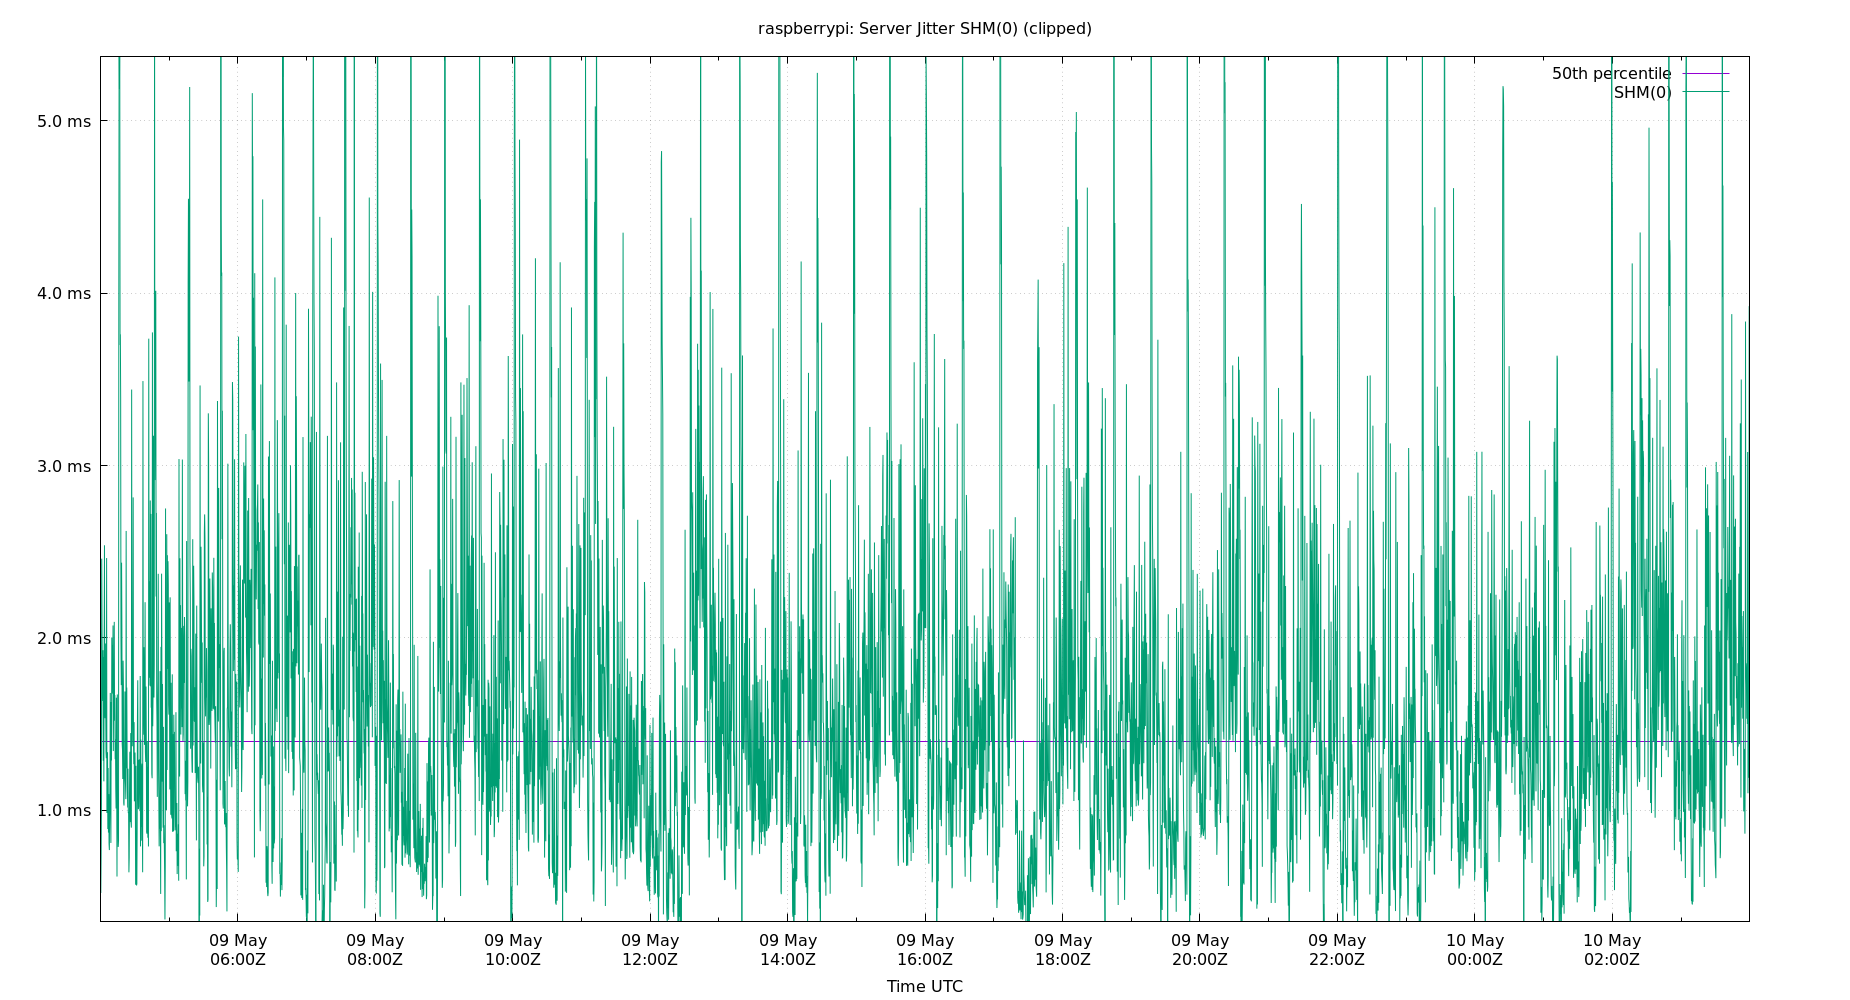 raspberrypi: Server Jitter SHM(0) (clipped)
50th percentile
SHM(0)
5.0 ms
4.0 ms
3.0 ms
2.0 ms
1.0 ms
09 May 09 May 09 May 09 May 09 May 09 May 09 May 09 May 09 May 10 May 10 May
06:00Z 08:00Z 10:00Z 12:00Z 14:00Z 16:00Z 18:00Z 20:00Z 22:00Z 00:00Z 02:00Z
Time UTC